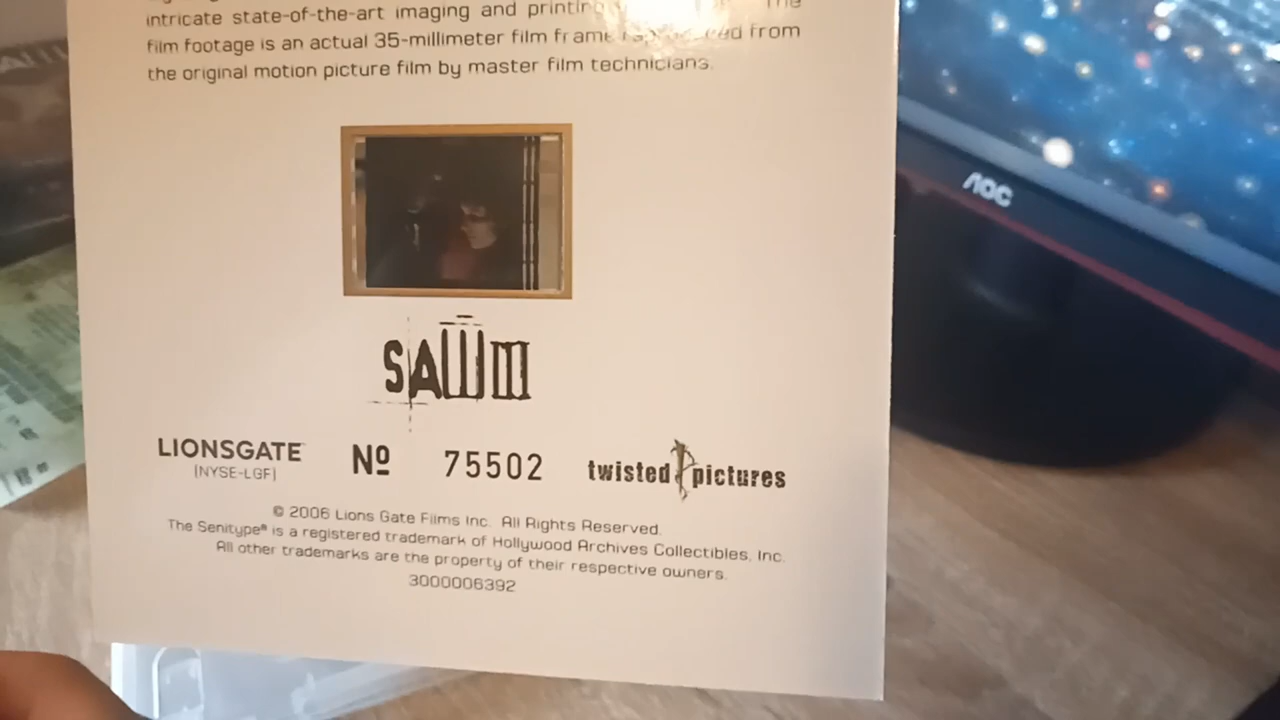 intricate state-of-the-art imaging and printing
film footage is an actual 35-millimeter film frame from
the original motion picture film by master film technicians.
SAW III
LIONSGATE
(NYSE-LGF)
Nº 75502
twisted pictures
© 2006 Lions Gate Films Inc. All Rights Reserved.
The Senitype® is a registered trademark of Hollywood Archives Collectibles, Inc.
All other trademarks are the property of their respective owners.
3000006392
AOC